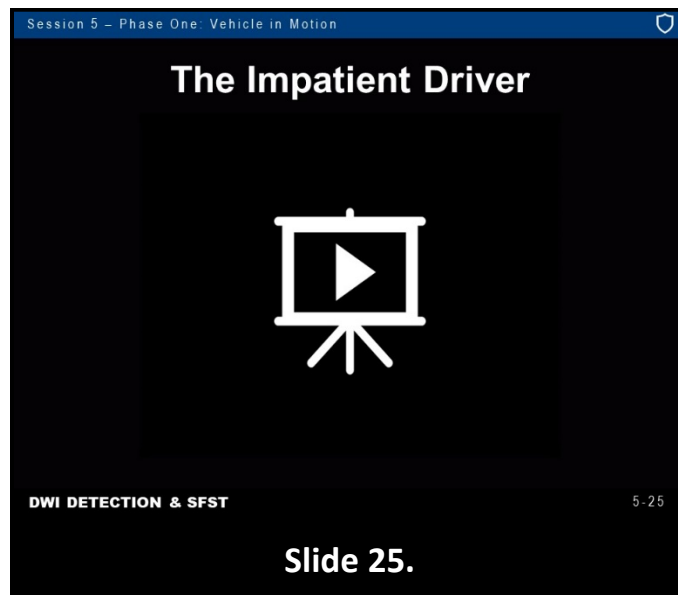 Session 5 – Phase One: Vehicle in Motion
The Impatient Driver
DWI DETECTION & SFST
5-25
Slide 25.